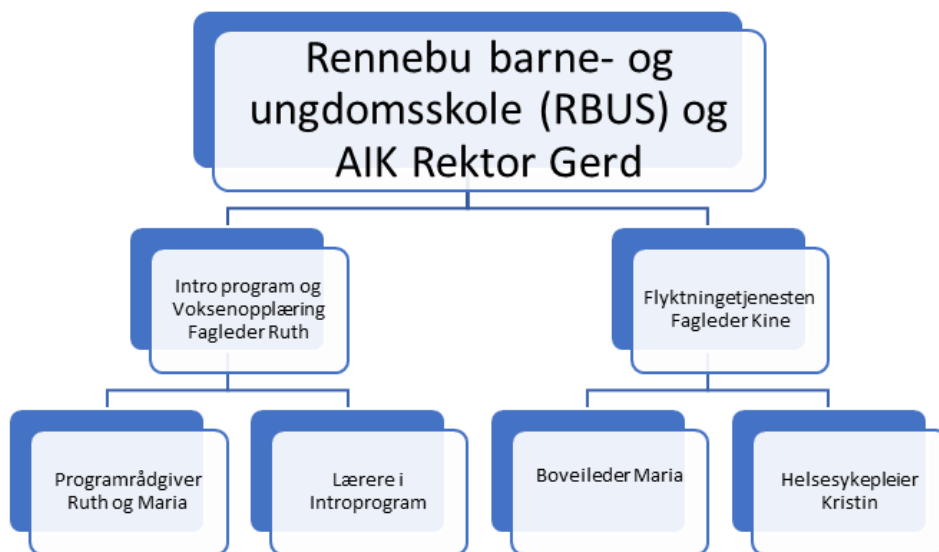 Rennebu barne- og
ungdomsskole (RBUS) og
AIK Rektor Gerd
Intro program og
Voksenopplæring
Fagleder Ruth
Flyktningetjenesten
Fagleder Kine
Programrådgiver
Ruth og Maria
Lærere i
Introprogram
Boveileder Maria
Helsesykepleier
Kristin